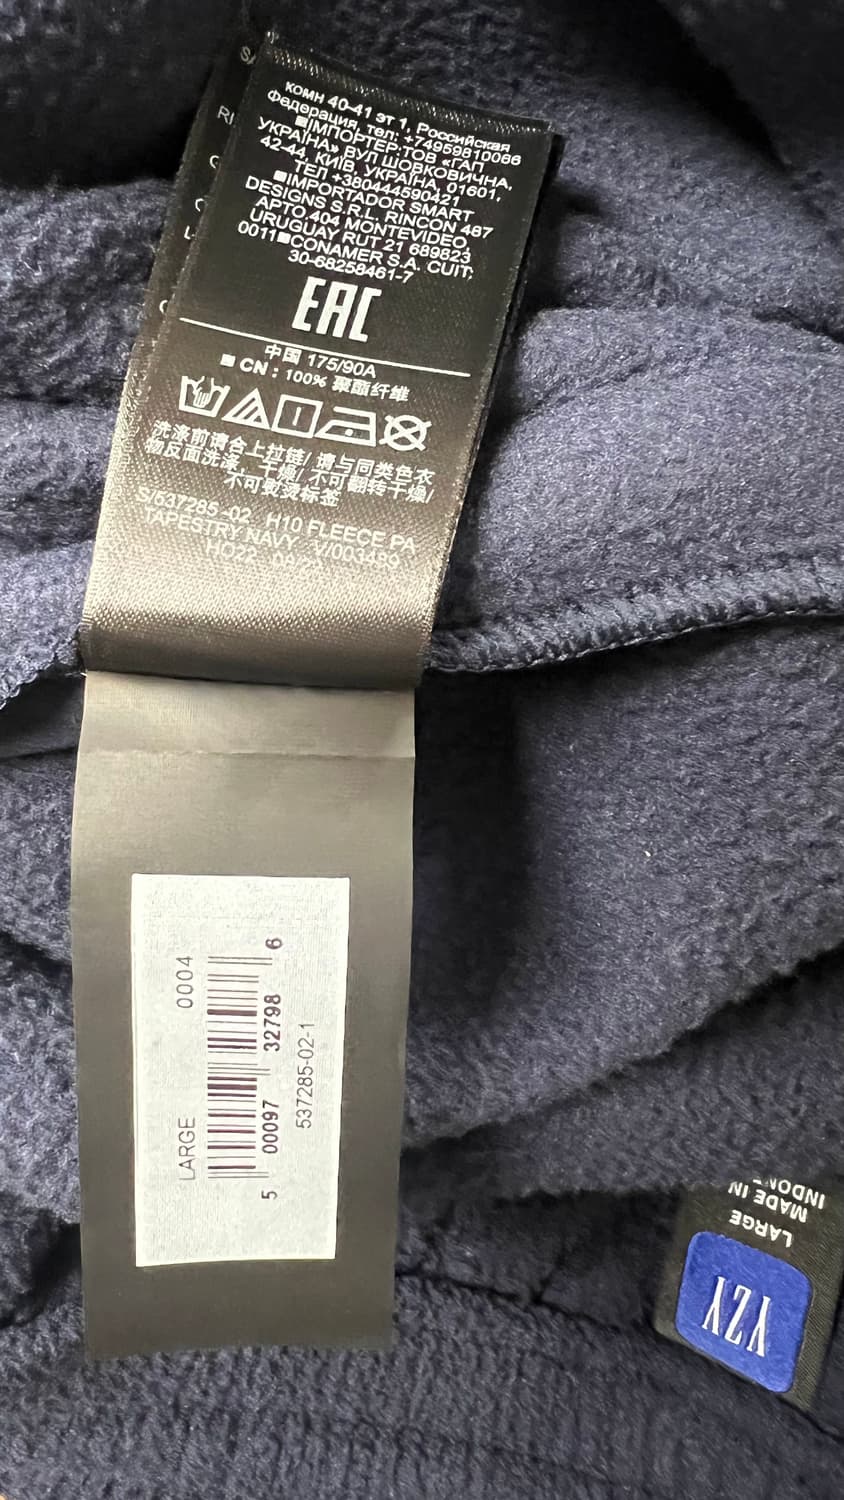 комн 40-41 эт 1, Российская
Федерация, тел: +74959810066
■ІМПОРТЕР:ТОВ «ГАП
УКРАЇНА» ВУЛ ШОВКОВИЧНА,
42-44, КИЇВ, УКРАЇНА, 01601,
ТЕЛ +380444590421
■IMPORTADOR SMART
DESIGNS S.R.L. RINCON 487
APTO.404 MONTEVIDEO,
URUGUAY RUT 21 689823
0011■CONAMER S.A. CUIT:
30-68258461-7
EAC
中国 175/90A
■ CN : 100% 聚酯纤维
洗涤前请合上拉链/ 请与同类色衣
物反面洗涤、干燥/ 不可翻转干燥/
不可熨烫标签
S/537285-02 H10 FLEECE PA
TAPESTRY NAVY V/003489
HO22
LARGE 0004
5 00097 32798 6
537285-02-1
YZY
LARGE
MADE IN